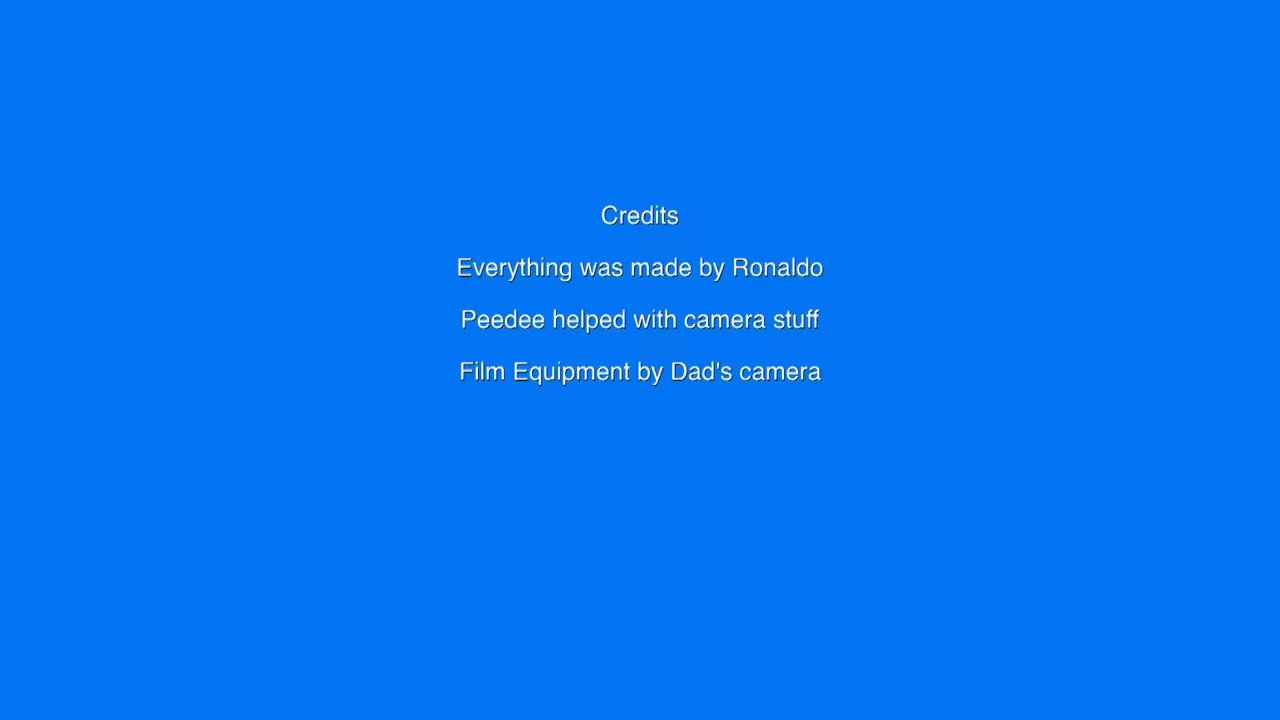 Credits
Everything was made by Ronaldo
Peedee helped with camera stuff
Film Equipment by Dad's camera